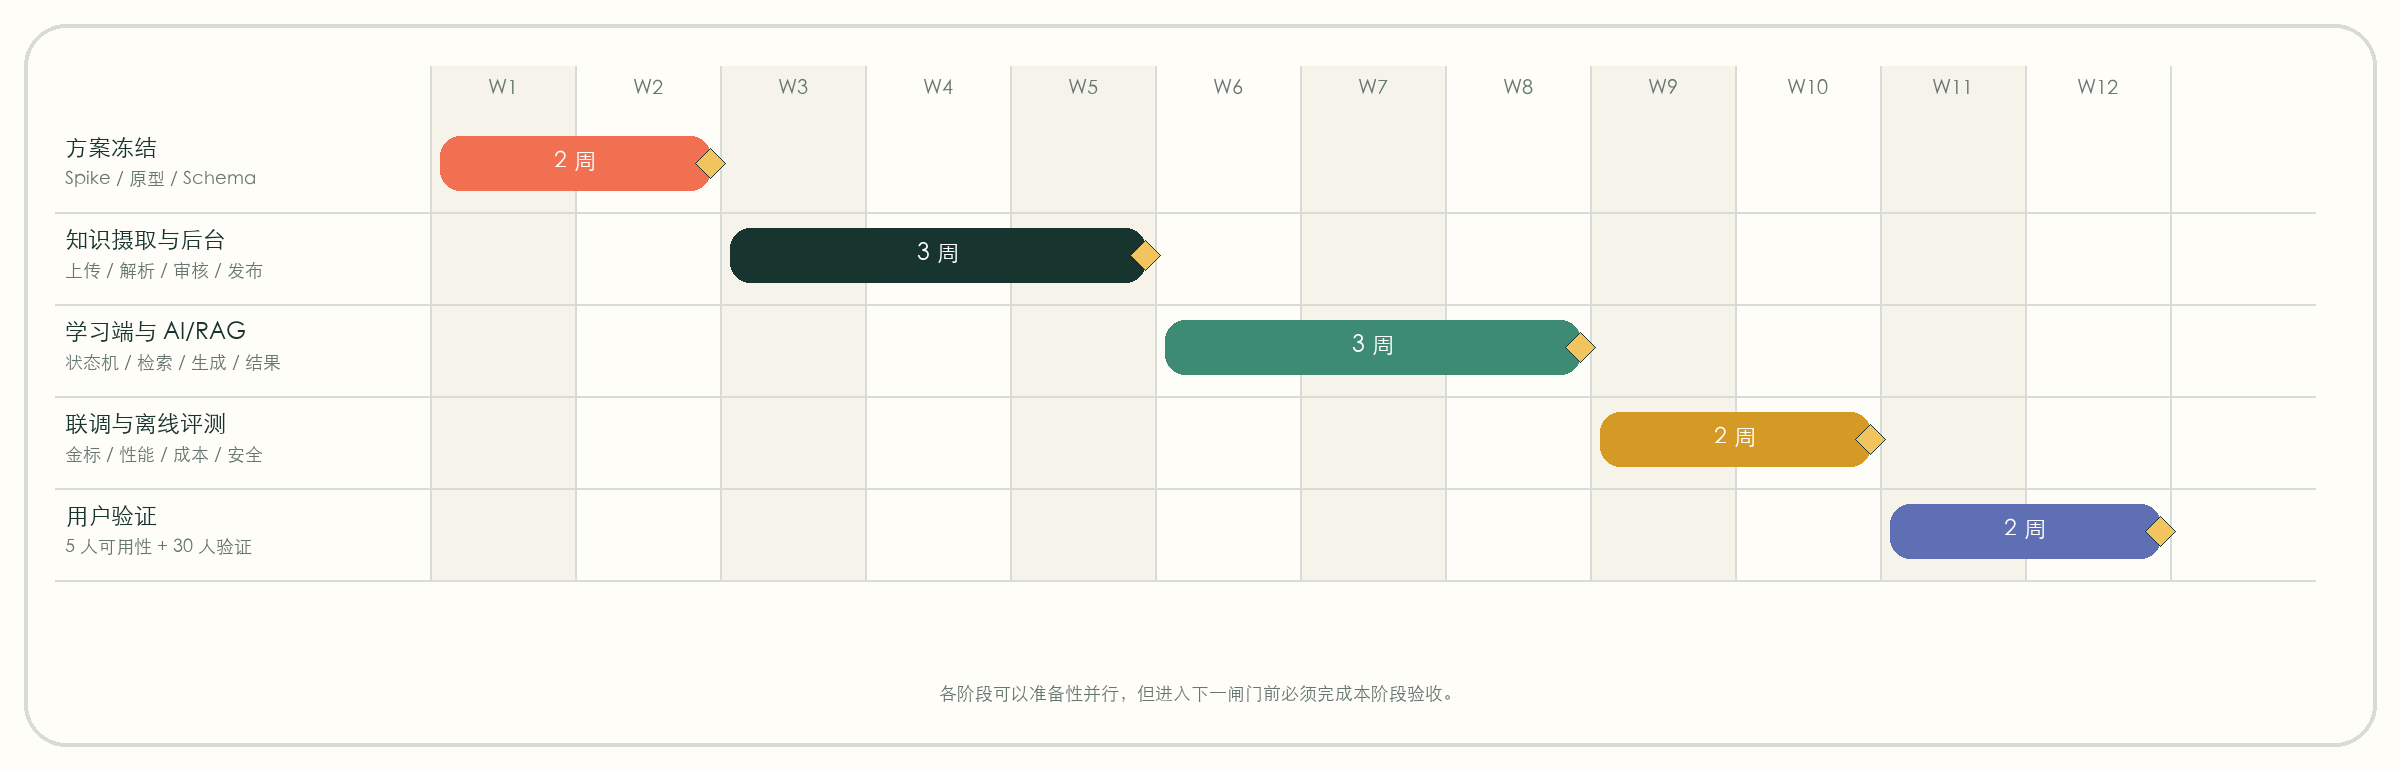 W1 W2 W3 W4 W5 W6 W7 W8 W9 W10 W11 W12
方案冻结
Spike / 原型 / Schema
2 周
知识摄取与后台
上传 / 解析 / 审核 / 发布
3 周
学习端与 AI/RAG
状态机 / 检索 / 生成 / 结果
3 周
联调与离线评测
金标 / 性能 / 成本 / 安全
2 周
用户验证
5 人可用性 + 30 人验证
2 周
各阶段可以准备性并行，但进入下一闸门前必须完成本阶段验收。